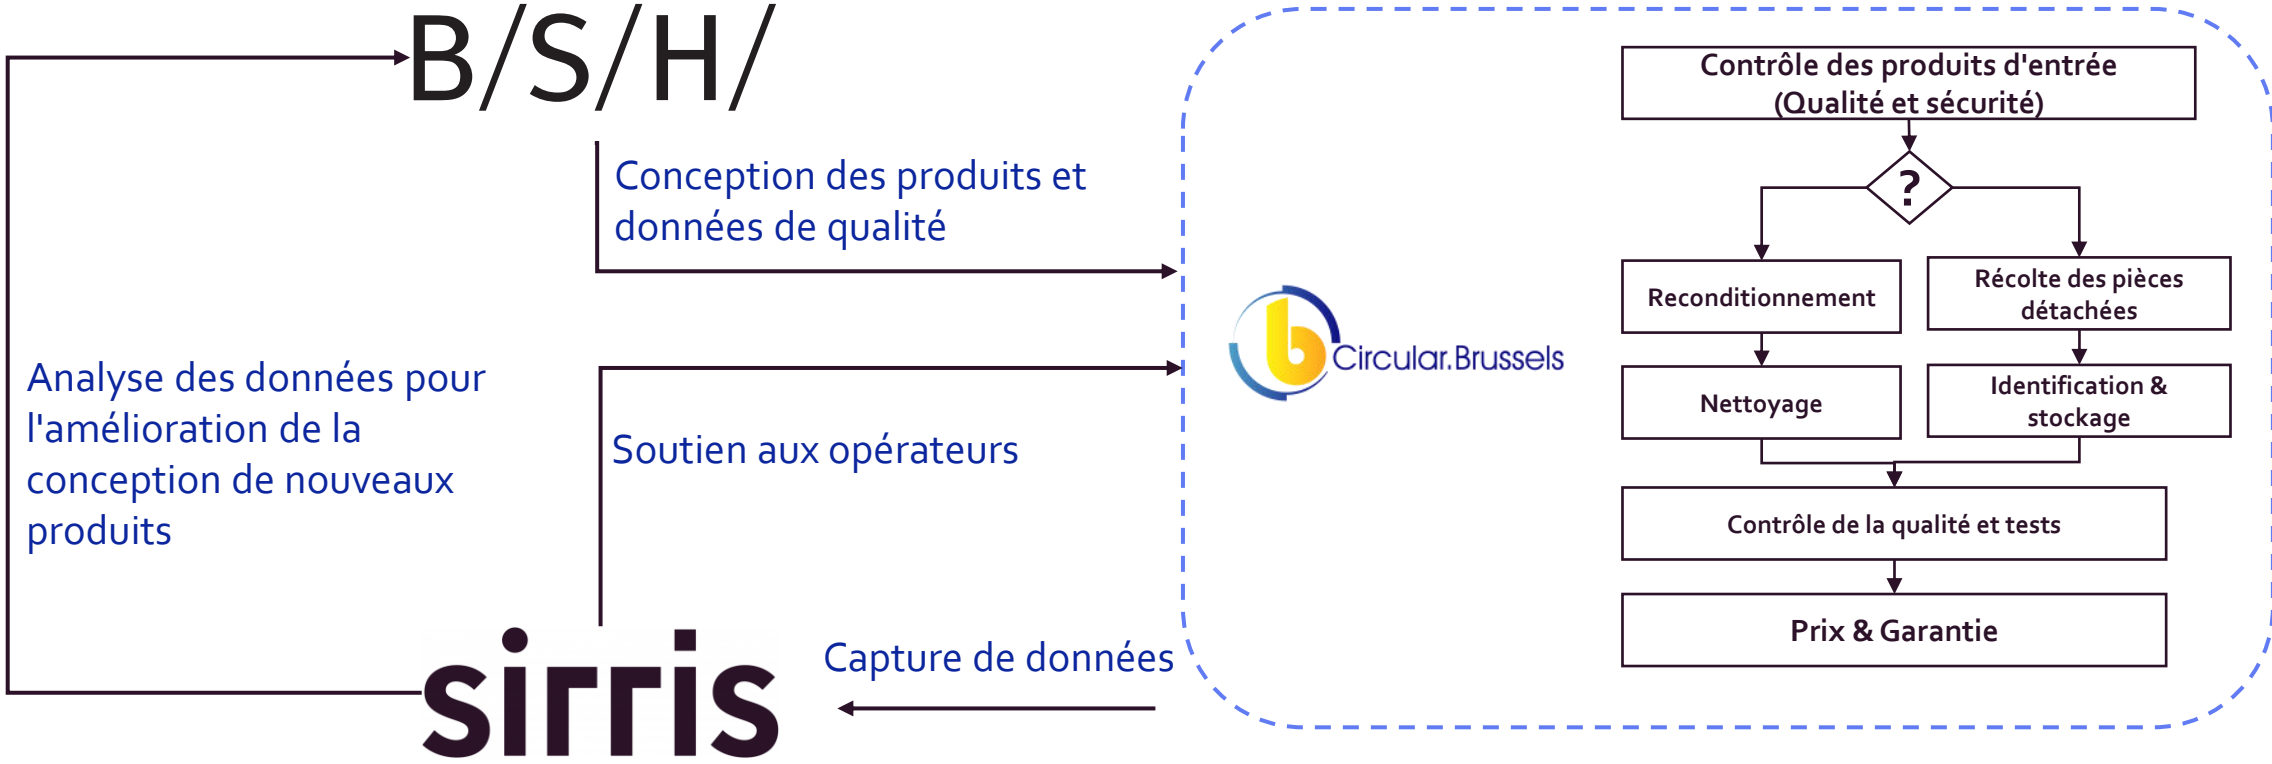 B/S/H/
Conception des produits et
données de qualité
Analyse des données pour
l'amélioration de la
conception de nouveaux
produits
Soutien aux opérateurs
sirris
Capture de données
b
Circular.Brussels
Contrôle des produits d'entrée
(Qualité et sécurité)
?
Reconditionnement
Récolte des pièces
détachées
Nettoyage
Identification &
stockage
Contrôle de la qualité et tests
Prix & Garantie